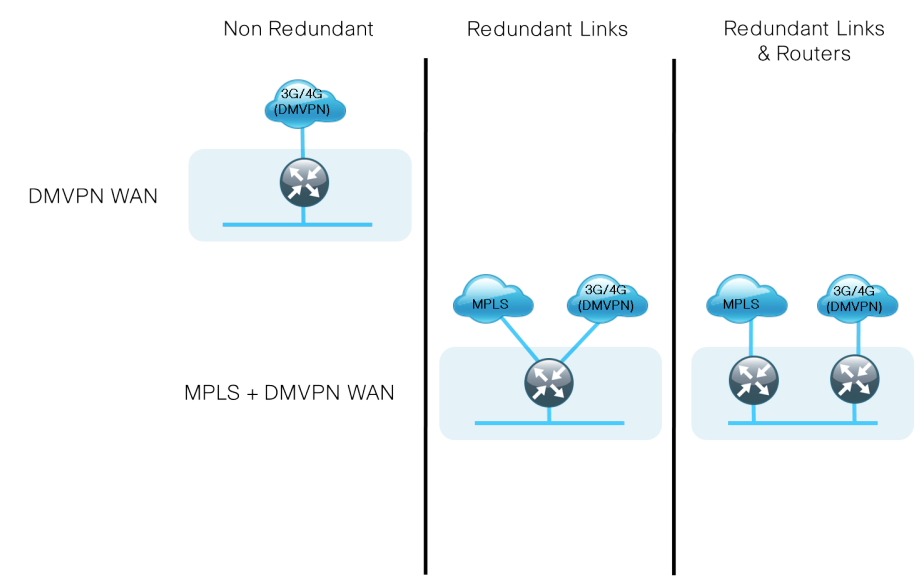 Non Redundant
Redundant Links
Redundant Links
& Routers
3G/4G
(DMVPN)
DMVPN WAN
MPLS
3G/4G
(DMVPN)
MPLS
3G/4G
(DMVPN)
MPLS + DMVPN WAN